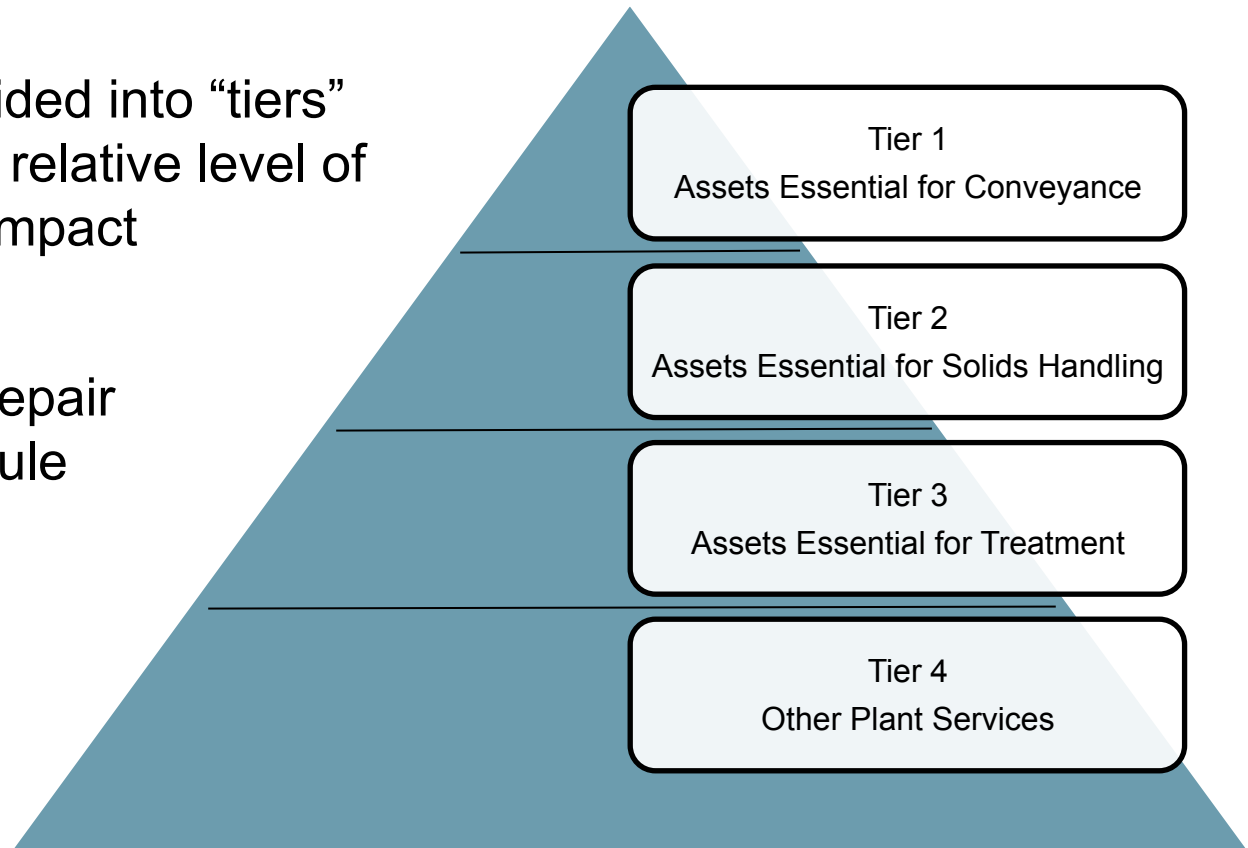 ided into “tiers”
relative level of
mpact
epair
ule
Tier 1
Assets Essential for Conveyance
Tier 2
Assets Essential for Solids Handling
Tier 3
Assets Essential for Treatment
Tier 4
Other Plant Services